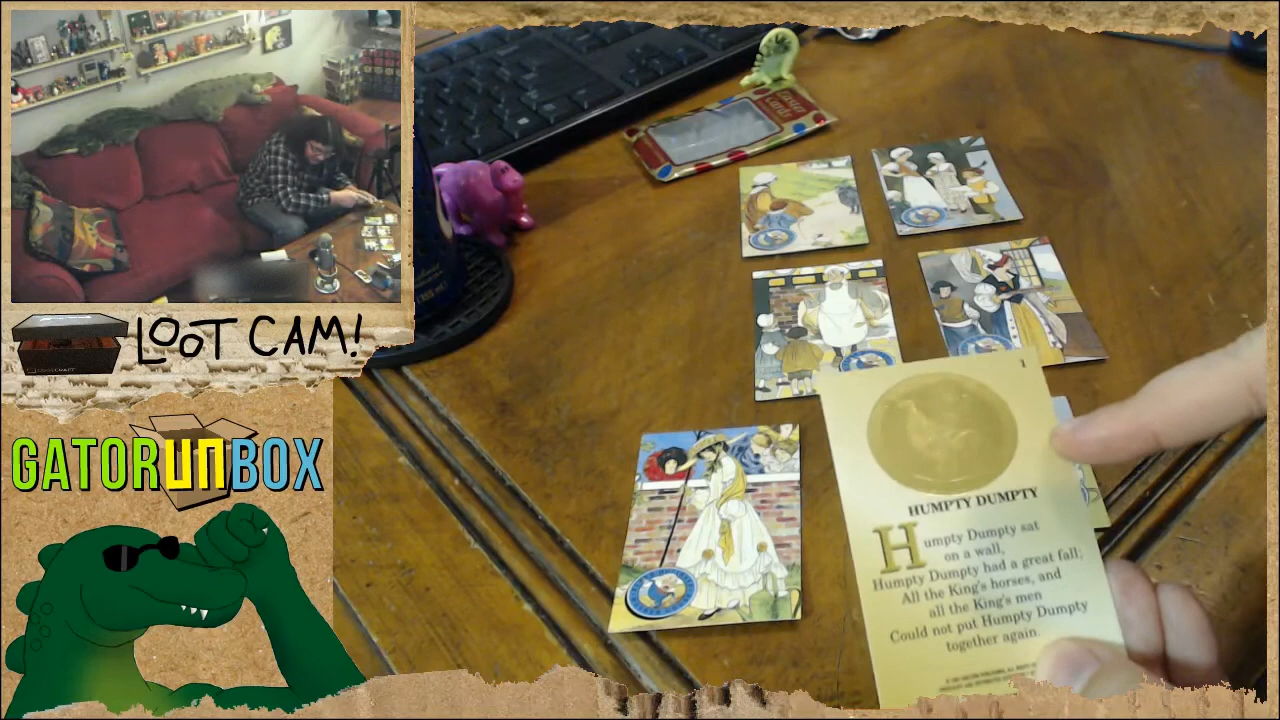 LOOT CAM!
GATORUNBOX
1
HUMPTY DUMPTY
Humpty Dumpty sat
on a wall,
Humpty Dumpty had a great fall;
All the King's horses, and
all the King's men
Could not put Humpty Dumpty
together again.